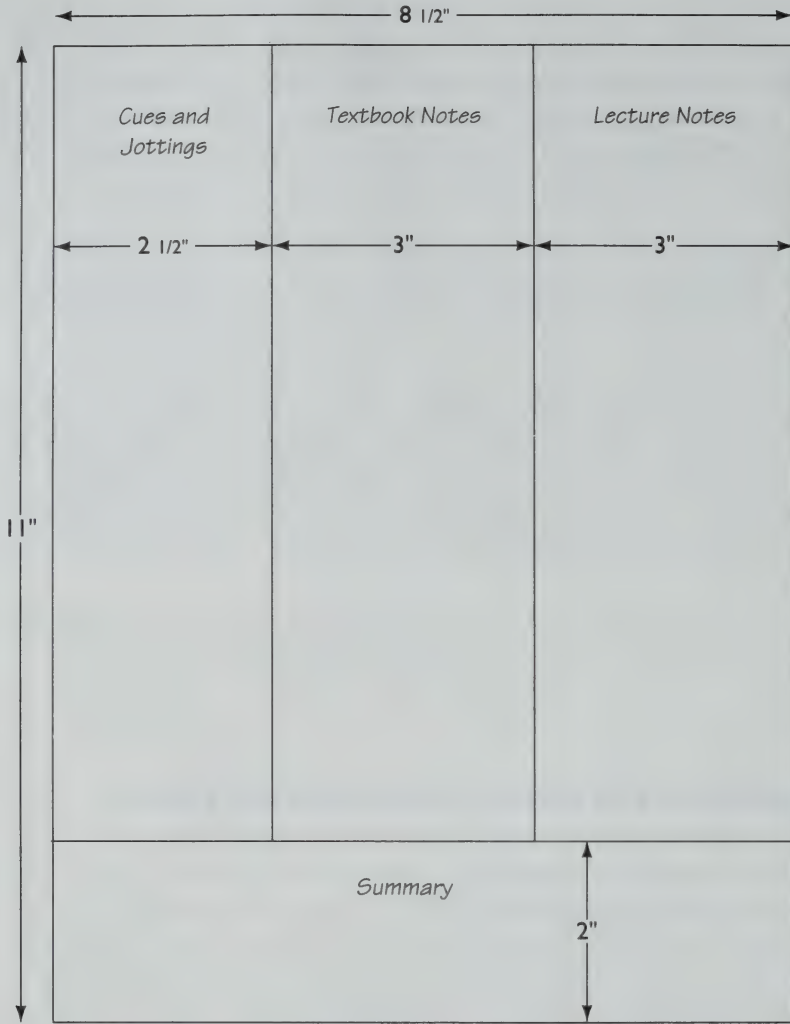 8 1/2"
Cues and
Jottings
Textbook Notes
Lecture Notes
2 1/2"
3"
3"
11"
Summary
2"